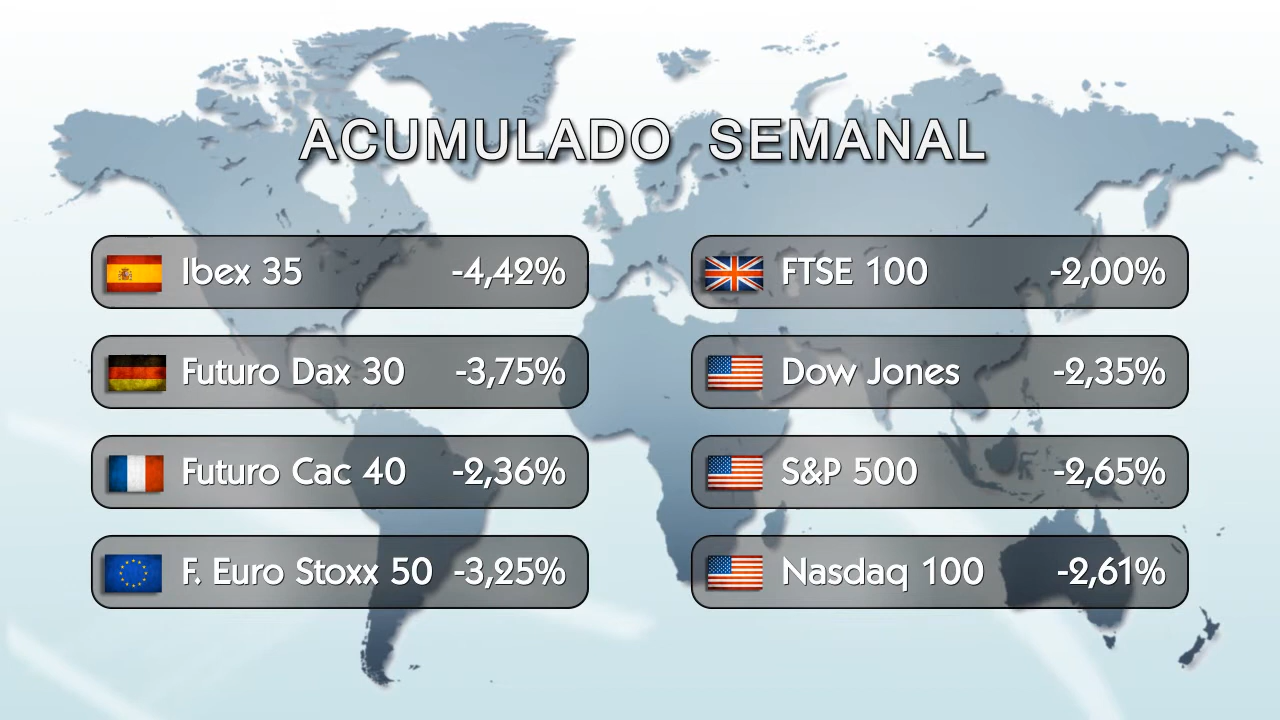 ACUMULADO SEMANAL
Ibex 35 -4,42%
Futuro Dax 30 -3,75%
Futuro Cac 40 -2,36%
F. Euro Stoxx 50 -3,25%
FTSE 100 -2,00%
Dow Jones -2,35%
S&P 500 -2,65%
Nasdaq 100 -2,61%